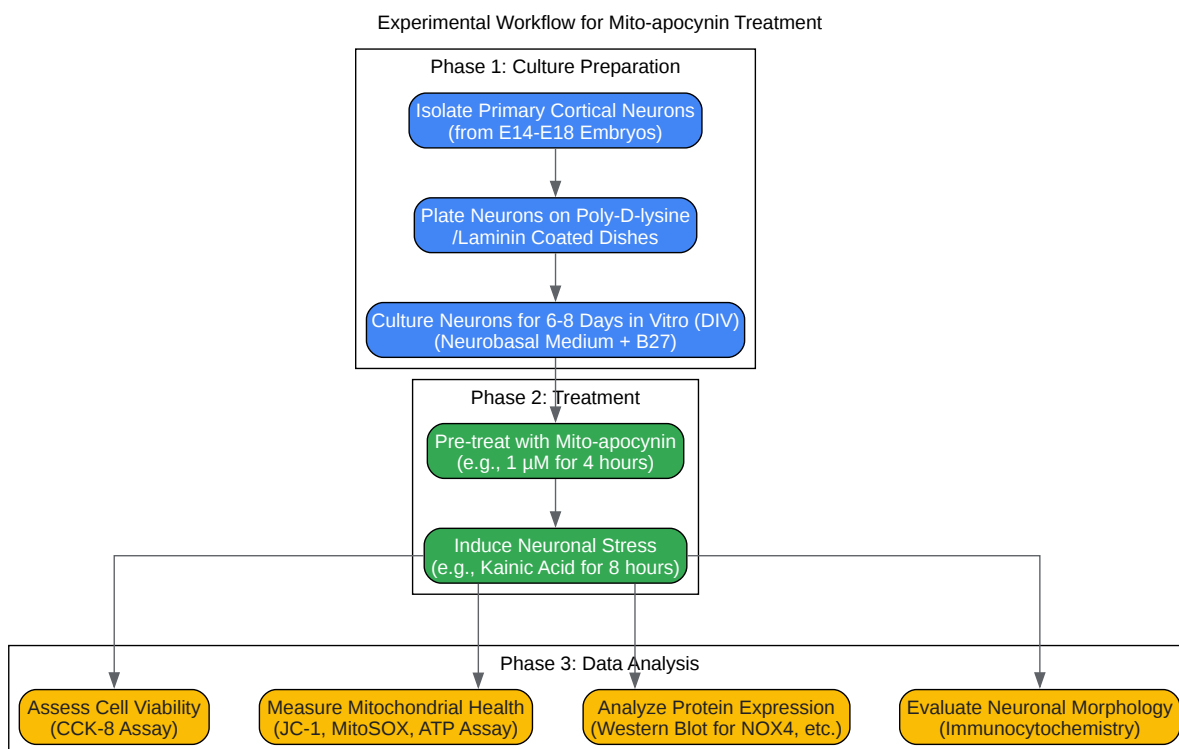 Experimental Workflow for Mito-apocynin Treatment
Phase 1: Culture Preparation
Isolate Primary Cortical Neurons
(from E14-E18 Embryos)
Plate Neurons on Poly-D-lysine
/Laminin Coated Dishes
Culture Neurons for 6-8 Days in Vitro (DIV)
(Neurobasal Medium + B27)
Phase 2: Treatment
Pre-treat with Mito-apocynin
(e.g., 1 µM for 4 hours)
Induce Neuronal Stress
(e.g., Kainic Acid for 8 hours)
Phase 3: Data Analysis
Assess Cell Viability
(CCK-8 Assay)
Measure Mitochondrial Health
(JC-1, MitoSOX, ATP Assay)
Analyze Protein Expression
(Western Blot for NOX4, etc.)
Evaluate Neuronal Morphology
(Immunocytochemistry)